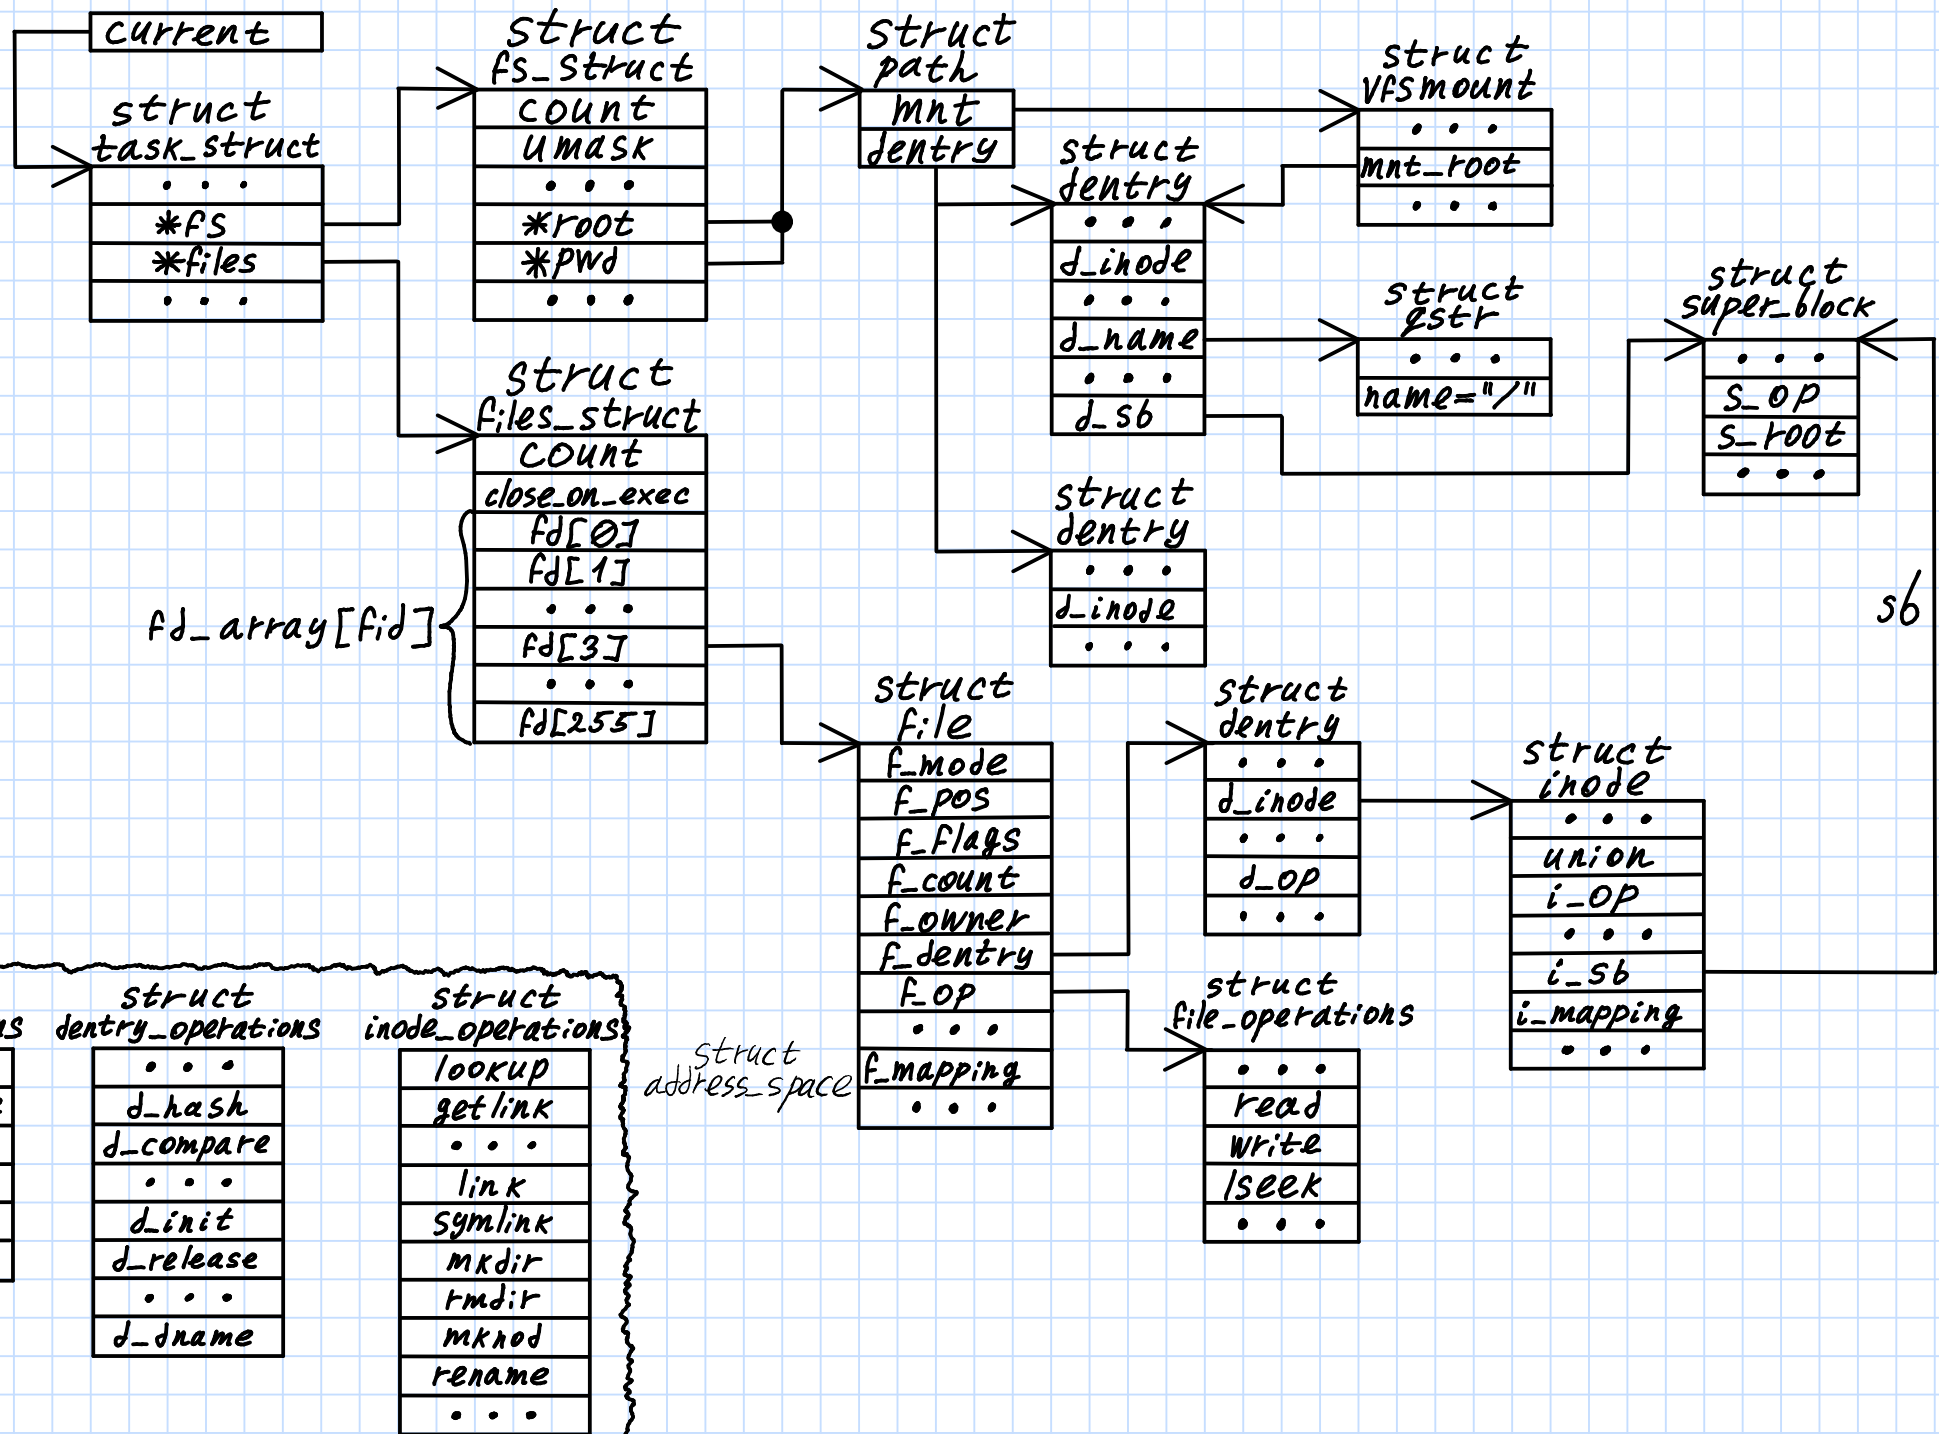 current
struct
task_struct
. . .
*fs
*files
. . .
struct
fs_struct
count
umask
. . .
*root
*pwd
. . .
struct
files_struct
count
close_on_exec
fd[0]
fd[1]
. . .
fd[3]
. . .
fd[255]
fd_array[fid]
struct
path
mnt
dentry
struct
vfsmount
. . .
mnt_root
. . .
struct
dentry
. . .
d_inode
. . .
d_name
. . .
d_sb
struct
qstr
. . .
name="/"
struct
super_block
. . .
s_op
s_root
. . .
sb
struct
dentry
. . .
d_inode
. . .
struct
file
f_mode
f_pos
f_flags
f_count
f_owner
f_dentry
f_op
. . .
f_mapping
. . .
struct
dentry
. . .
d_inode
. . .
d_op
. . .
struct
inode
. . .
union
i_op
. . .
i_sb
i_mapping
. . .
struct
file_operations
. . .
read
write
lseek
. . .
struct
address_space
struct
dentry_operations
. . .
d_hash
d_compare
. . .
d_init
d_release
. . .
d_dname
struct
inode_operations
lookup
getlink
. . .
link
symlink
mkdir
rmdir
mknod
rename
. . .